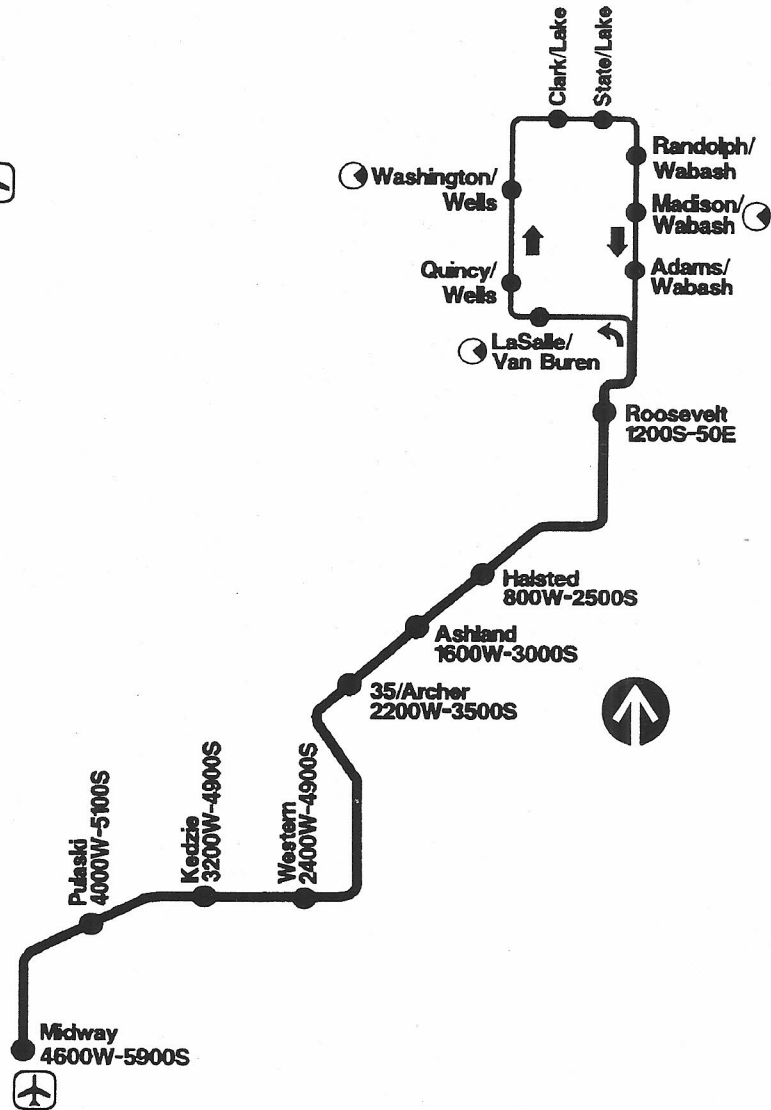 Clark/Lake
State/Lake
Randolph/
Wabash
Washington/
Wells
Madison/
Wabash
Quincy/
Wells
Adams/
Wabash
LaSalle/
Van Buren
Roosevelt
1200S-50E
Halsted
800W-2500S
Ashland
1600W-3000S
35/Archer
2200W-3500S
Western
2400W-4900S
Kedzie
3200W-4900S
Pulaski
4000W-5100S
Midway
4600W-5900S